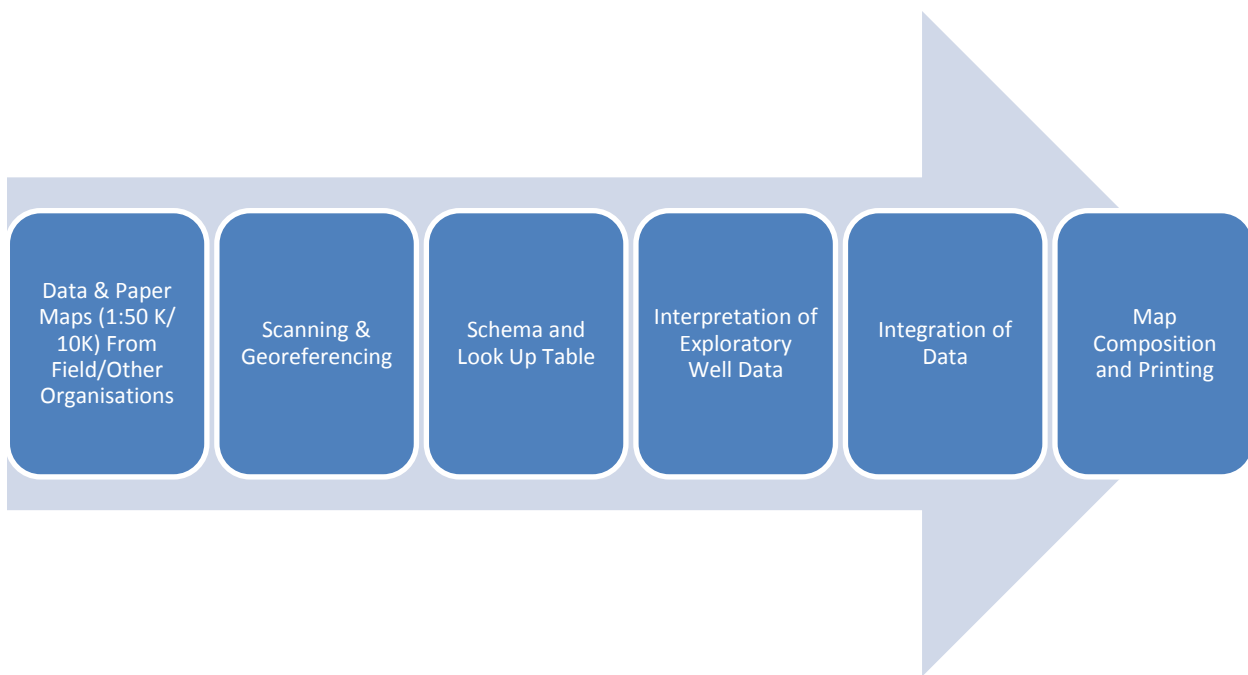 Data & Paper
Maps (1:50 K/
10K) From
Field/Other
Organisations
Scanning &
Georeferencing
Schema and
Look Up Table
Interpretation of
Exploratory
Well Data
Integration of
Data
Map
Composition
and Printing